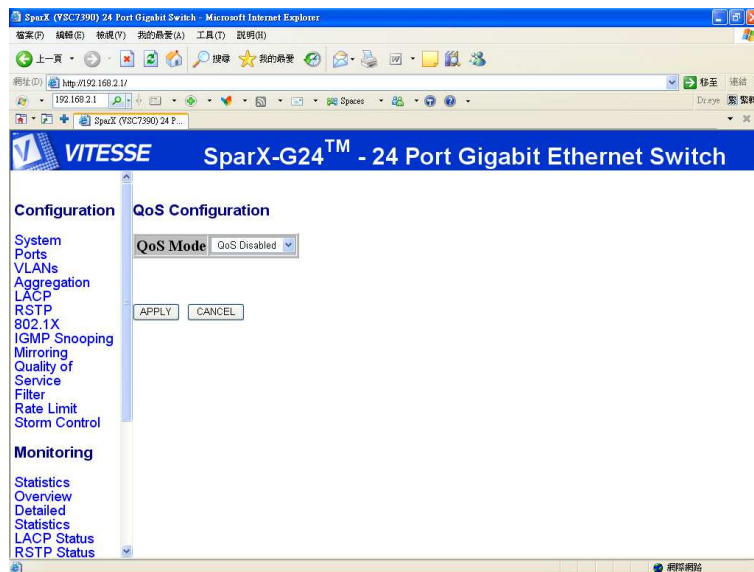 SparX (VSC7390) 24 Port Gigabit Switch - Microsoft Internet Explorer
檔案(F) 編輯(E) 檢視(V) 我的最愛(A) 工具(T) 說明(H)
上一頁 搜尋 我的最愛
網址(D) http://192.168.2.1/ 移至 連結
192.168.2.1 Spaces Dr.eye
SparX (VSC7390) 24 P...
VITESSE SparX-G24™ - 24 Port Gigabit Ethernet Switch
Configuration
System
Ports
VLANs
Aggregation
LACP
RSTP
802.1X
IGMP Snooping
Mirroring
Quality of
Service
Filter
Rate Limit
Storm Control
Monitoring
Statistics
Overview
Detailed
Statistics
LACP Status
RSTP Status
QoS Configuration
QoS Mode QoS Disabled
APPLY CANCEL
網際網路